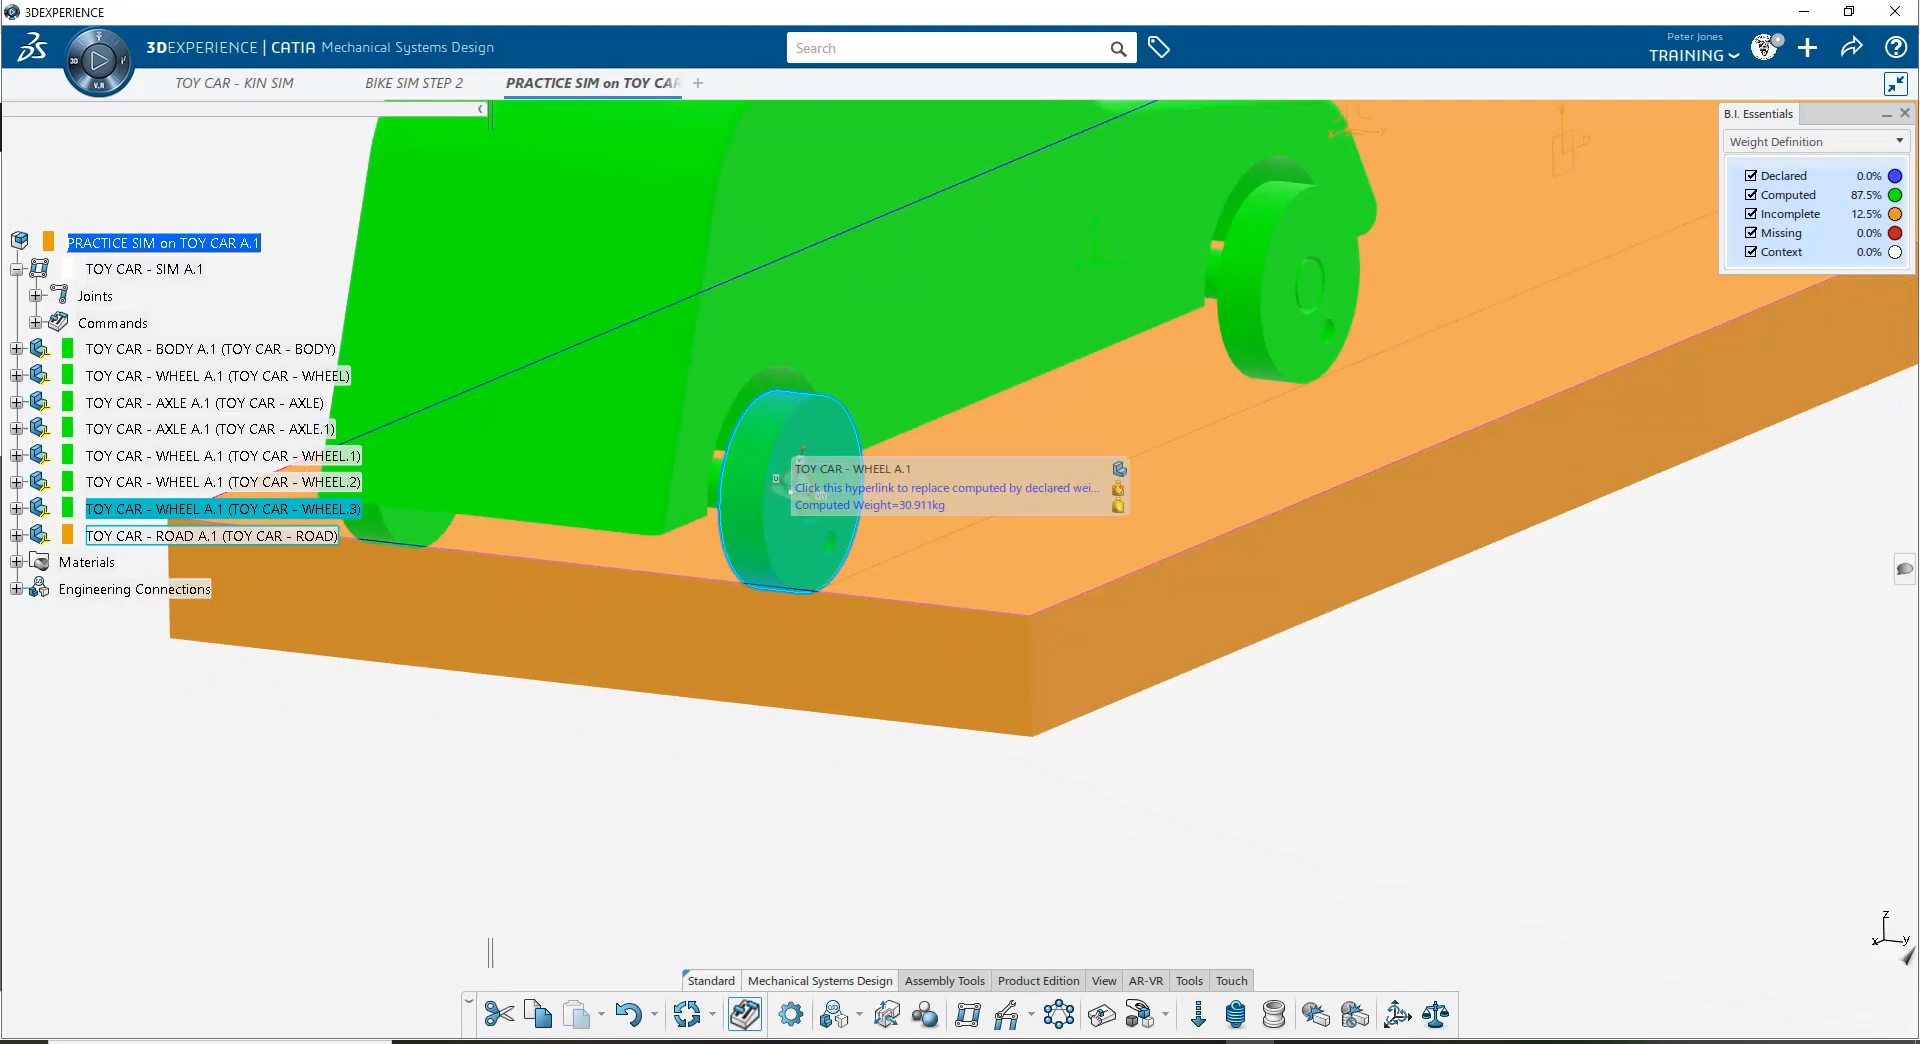 3DEXPERIENCE
3DEXPERIENCE | CATIA Mechanical Systems Design
Search
Peter Jones
TRAINING
3D
V.R
TOY CAR - KIN SIM
BIKE SIM STEP 2
PRACTICE SIM on TOY CAR
B.I. Essentials
Weight Definition
Declared 0.0%
Computed 87.5%
Incomplete 12.5%
Missing 0.0%
Context 0.0%
PRACTICE SIM on TOY CAR A.1
TOY CAR - SIM A.1
Joints
Commands
TOY CAR - BODY A.1 (TOY CAR - BODY)
TOY CAR - WHEEL A.1 (TOY CAR - WHEEL)
TOY CAR - AXLE A.1 (TOY CAR - AXLE)
TOY CAR - AXLE A.1 (TOY CAR - AXLE.1)
TOY CAR - WHEEL A.1 (TOY CAR - WHEEL.1)
TOY CAR - WHEEL A.1 (TOY CAR - WHEEL.2)
TOY CAR - WHEEL A.1 (TOY CAR - WHEEL.3)
TOY CAR - ROAD A.1 (TOY CAR - ROAD)
Materials
Engineering Connections
TOY CAR - WHEEL A.1
Click this hyperlink to replace computed by declared wei...
Computed Weight=30.911kg
z
x y
Standard Mechanical Systems Design Assembly Tools Product Edition View AR-VR Tools Touch